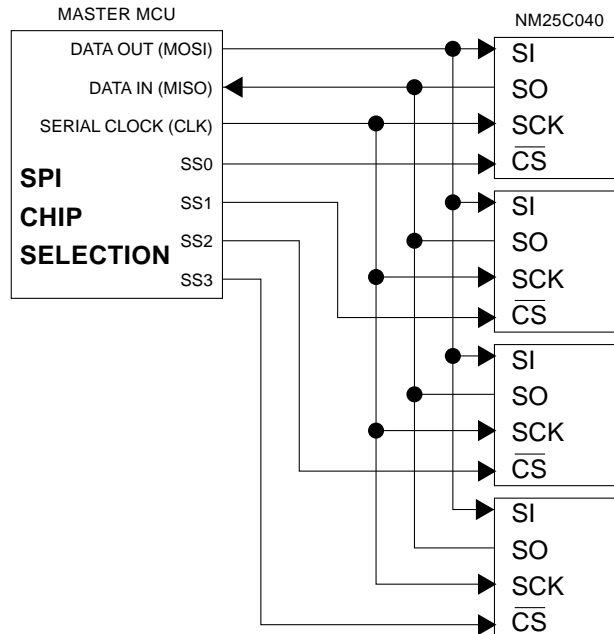 MASTER MCU
DATA OUT (MOSI)
DATA IN (MISO)
SERIAL CLOCK (CLK)
SS0
SPI
SS1
CHIP
SS2
SELECTION
SS3
NM25C040
SI
SO
SCK
CS
SI
SO
SCK
CS
SI
SO
SCK
CS
SI
SO
SCK
CS